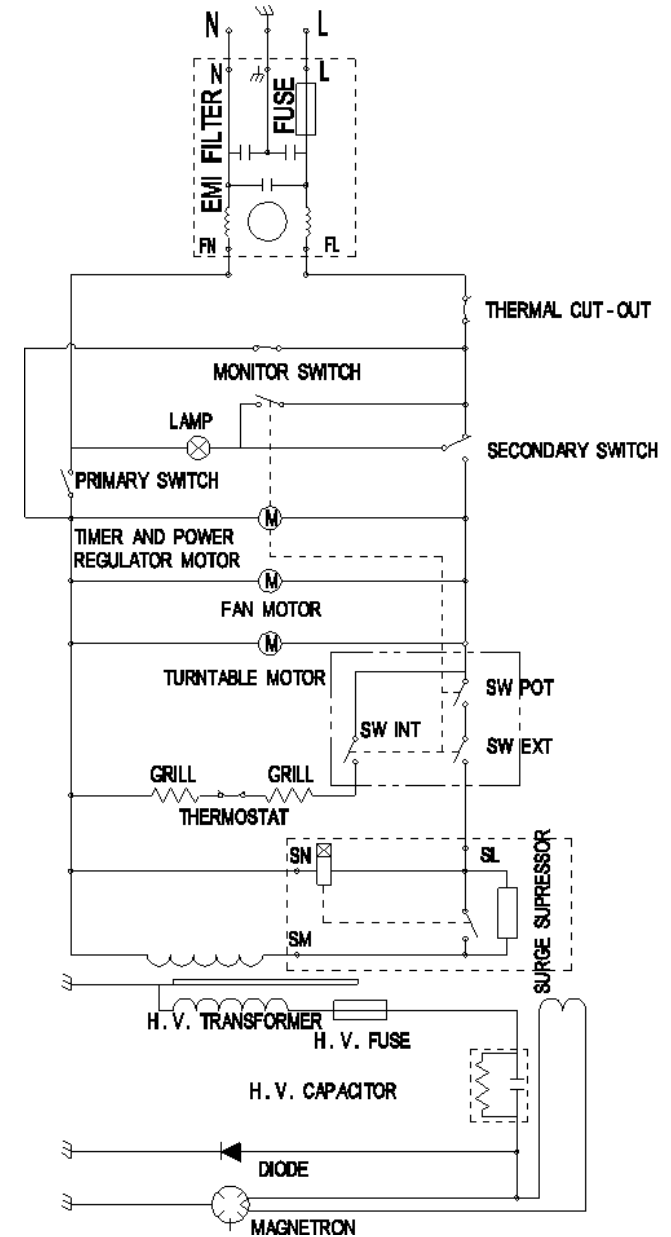 N L
N L
EMI FILTER
FUSE
FN FL
THERMAL CUT-OUT
MONITOR SWITCH
LAMP
SECONDARY SWITCH
PRIMARY SWITCH
M
TIMER AND POWER
REGULATOR MOTOR
M
FAN MOTOR
M
TURNTABLE MOTOR
SW POT
SW INT
SW EXT
GRILL GRILL
THERMOSTAT
SN SL
SURGE SUPRESSOR
SM
H.V. TRANSFORMER
H.V. FUSE
H.V. CAPACITOR
DIODE
MAGNETRON